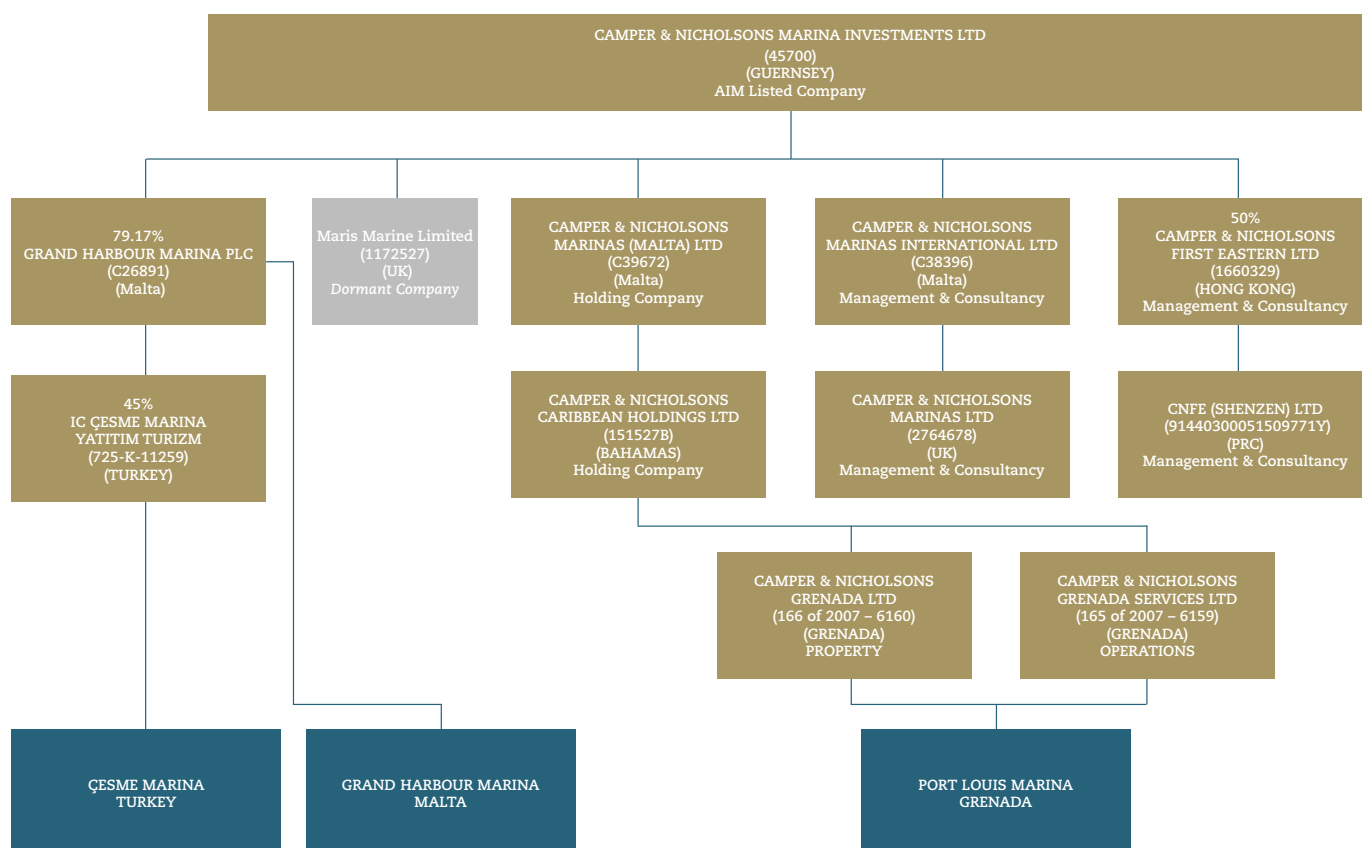 CAMPER & NICHOLSONS MARINA INVESTMENTS LTD
(45700)
(GUERNSEY)
AIM Listed Company
79.17%
GRAND HARBOUR MARINA PLC
(C26891)
(Malta)
Maris Marine Limited
(1172527)
(UK)
Dormant Company
CAMPER & NICHOLSONS
MARINAS (MALTA) LTD
(C39672)
(Malta)
Holding Company
CAMPER & NICHOLSONS
MARINAS INTERNATIONAL LTD
(C38396)
(Malta)
Management & Consultancy
50%
CAMPER & NICHOLSONS
FIRST EASTERN LTD
(1660329)
(HONG KONG)
Management & Consultancy
45%
IC ÇESME MARINA
YATITIM TURIZM
(725-K-11259)
(TURKEY)
CAMPER & NICHOLSONS
CARIBBEAN HOLDINGS LTD
(151527B)
(BAHAMAS)
Holding Company
CAMPER & NICHOLSONS
MARINAS LTD
(2764678)
(UK)
Management & Consultancy
CNFE (SHENZEN) LTD
(91440300051509771Y)
(PRC)
Management & Consultancy
CAMPER & NICHOLSONS
GRENADA LTD
(166 of 2007 – 6160)
(GRENADA)
PROPERTY
CAMPER & NICHOLSONS
GRENADA SERVICES LTD
(165 of 2007 – 6159)
(GRENADA)
OPERATIONS
ÇESME MARINA
TURKEY
GRAND HARBOUR MARINA
MALTA
PORT LOUIS MARINA
GRENADA